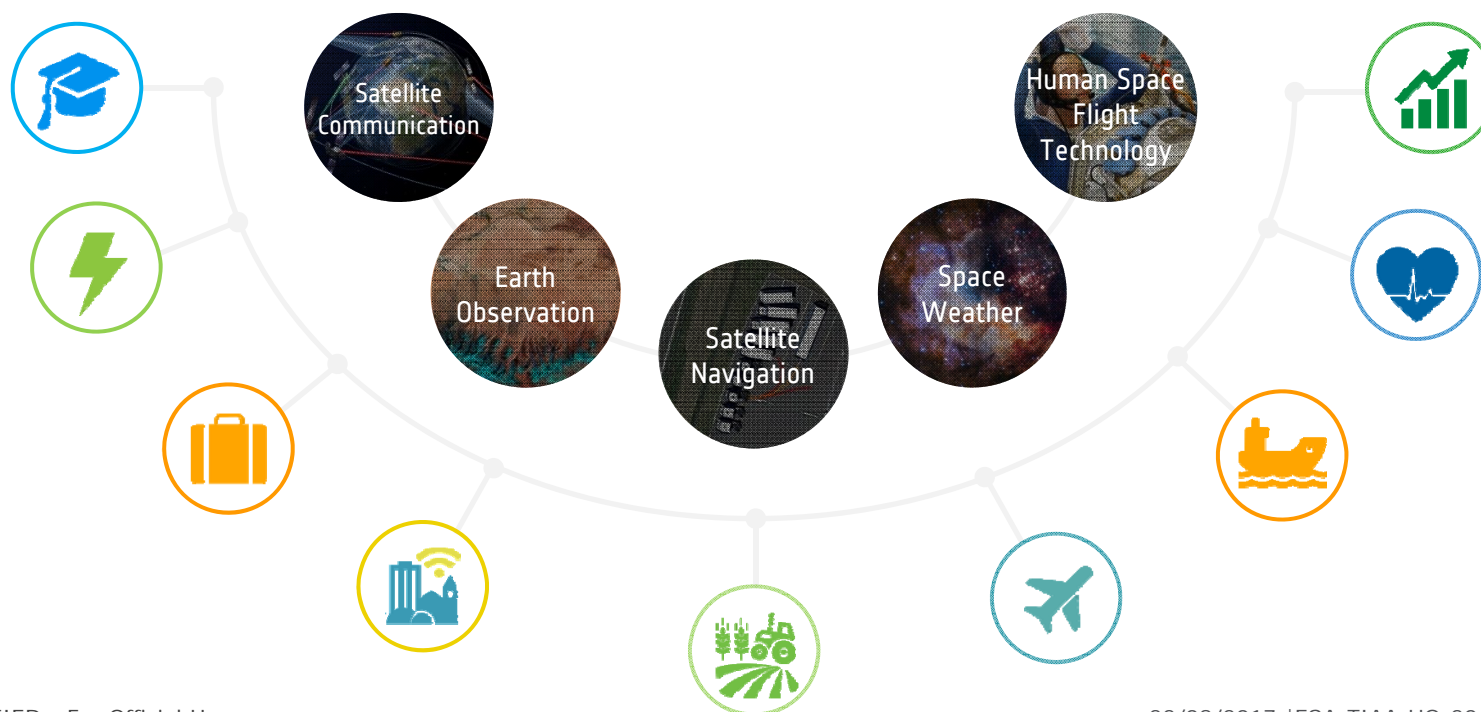 Satellite
Communication
Human Space
Flight
Technology
Earth
Observation
Space
Weather
Satellite
Navigation